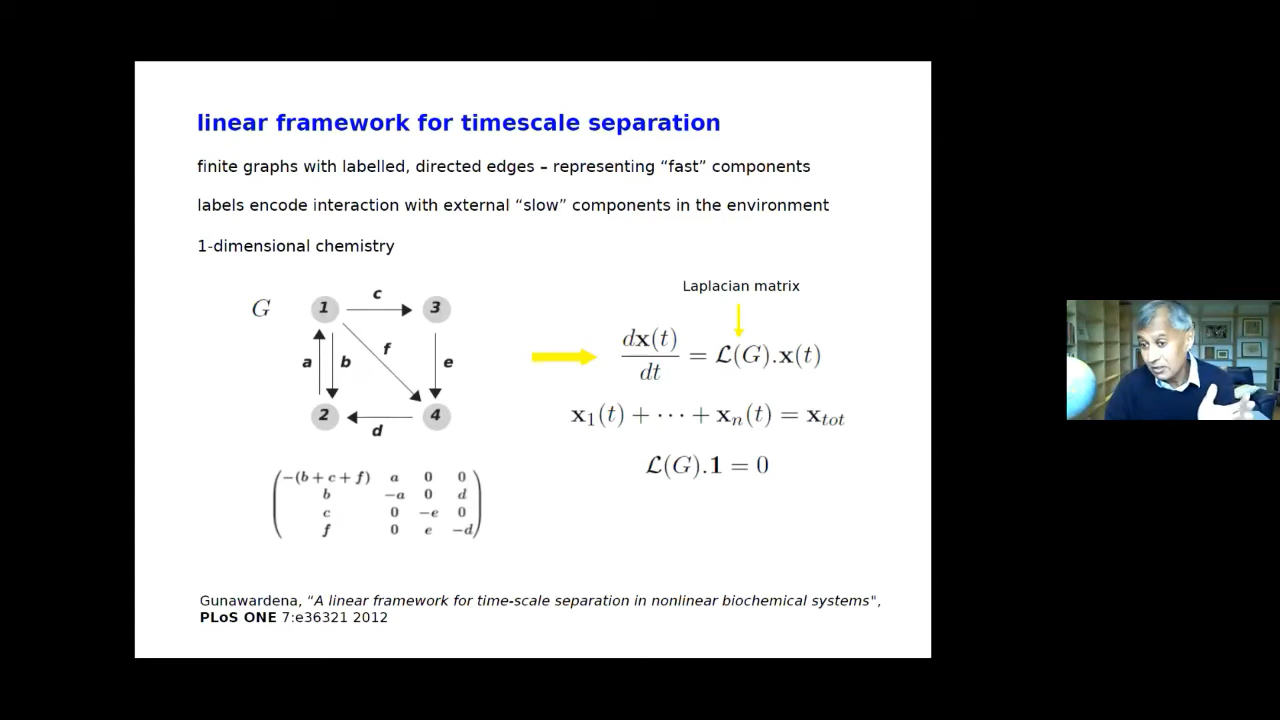 linear framework for timescale separation
finite graphs with labelled, directed edges – representing “fast” components
labels encode interaction with external “slow” components in the environment
1-dimensional chemistry
Laplacian matrix
G
1 c 3
a b f e
2 d 4
dx(t)/dt = ℒ(G).x(t)
x₁(t) + ⋯ + xₙ(t) = xₜₒₜ
ℒ(G).1 = 0
−(b + c + f) a 0 0
b −a 0 d
c 0 −e 0
f 0 e −d
Gunawardena, “A linear framework for time-scale separation in nonlinear biochemical systems",
PLoS ONE 7:e36321 2012